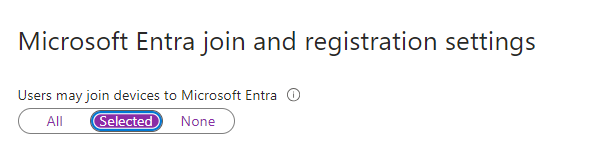 Microsoft Entra join and registration settings
Users may join devices to Microsoft Entra
All Selected None